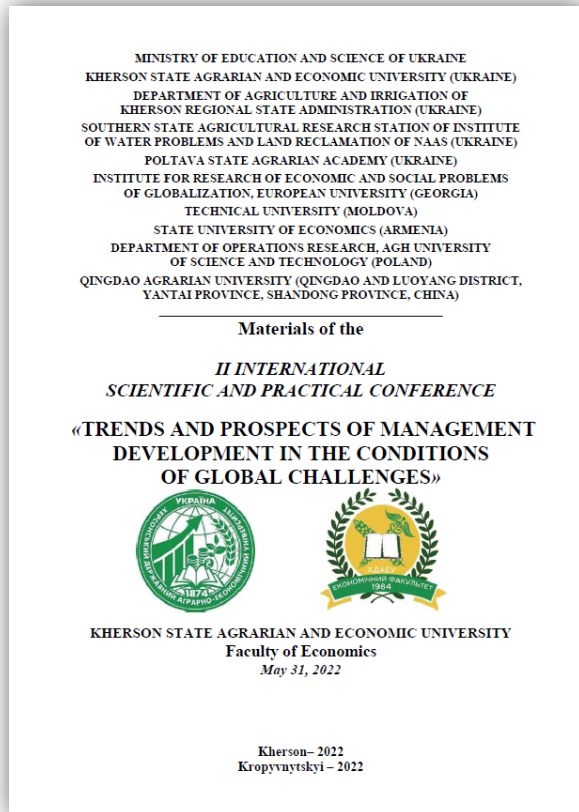 MINISTRY OF EDUCATION AND SCIENCE OF UKRAINE
KHERSON STATE AGRARIAN AND ECONOMIC UNIVERSITY (UKRAINE)
DEPARTMENT OF AGRICULTURE AND IRRIGATION OF
KHERSON REGIONAL STATE ADMINISTRATION (UKRAINE)
SOUTHERN STATE AGRICULTURAL RESEARCH STATION OF INSTITUTE
OF WATER PROBLEMS AND LAND RECLAMATION OF NAAS (UKRAINE)
POLTAVA STATE AGRARIAN ACADEMY (UKRAINE)
INSTITUTE FOR RESEARCH OF ECONOMIC AND SOCIAL PROBLEMS
OF GLOBALIZATION, EUROPEAN UNIVERSITY (GEORGIA)
TECHNICAL UNIVERSITY (MOLDOVA)
STATE UNIVERSITY OF ECONOMICS (ARMENIA)
DEPARTMENT OF OPERATIONS RESEARCH, AGH UNIVERSITY
OF SCIENCE AND TECHNOLOGY (POLAND)
QINGDAO AGRARIAN UNIVERSITY (QINGDAO AND LUOYANG DISTRICT,
YANTAI PROVINCE, SHANDONG PROVINCE, CHINA)
Materials of the
II INTERNATIONAL
SCIENTIFIC AND PRACTICAL CONFERENCE
«TRENDS AND PROSPECTS OF MANAGEMENT
DEVELOPMENT IN THE CONDITIONS
OF GLOBAL CHALLENGES»
УКРАЇНА
ХЕРСОНСЬКИЙ ДЕРЖАВНИЙ АГРАРНО-ЕКОНОМІЧНИЙ УНІВЕРСИТЕТ
1874
ХДАЕУ
ЕКОНОМІЧНИЙ ФАКУЛЬТЕТ
1984
KHERSON STATE AGRARIAN AND ECONOMIC UNIVERSITY
Faculty of Economics
May 31, 2022
Kherson– 2022
Kropyvnytskyi – 2022